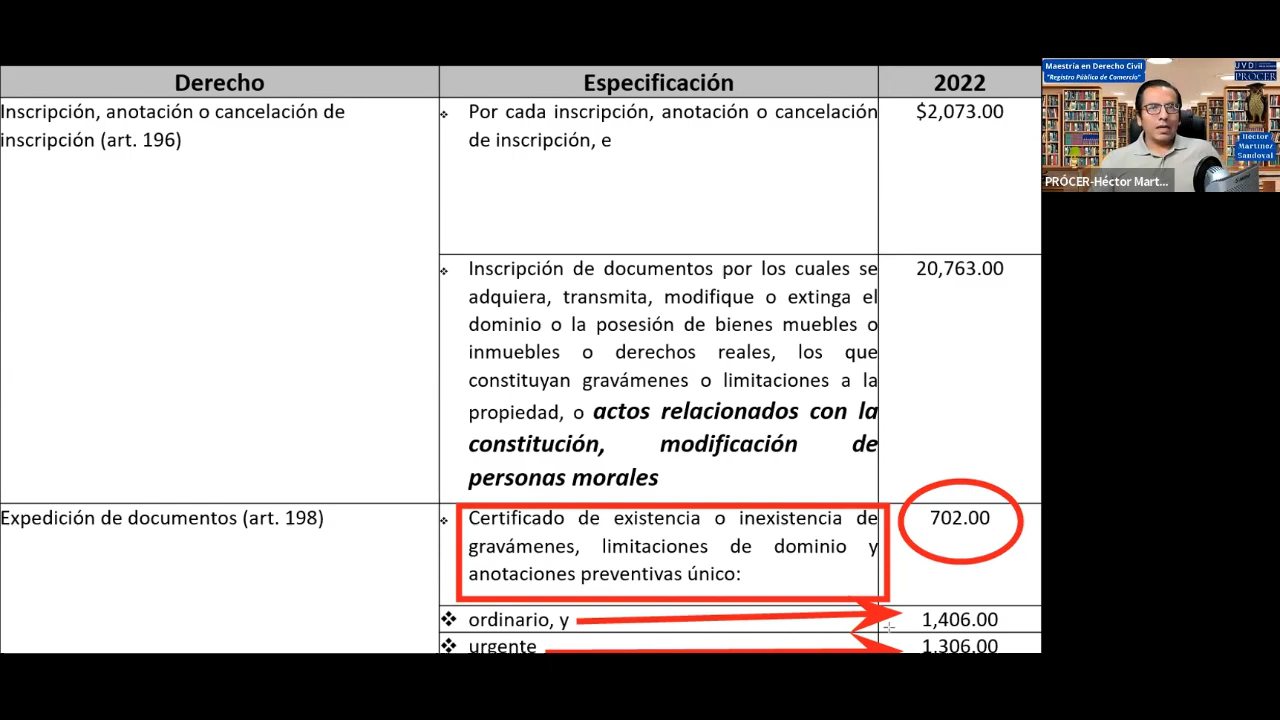 Derecho
Especificación
2022
Inscripción, anotación o cancelación de
inscripción (art. 196)
Por cada inscripción, anotación o cancelación
de inscripción, e
$2,073.00
Inscripción de documentos por los cuales se
adquiera, transmita, modifique o extinga el
dominio o la posesión de bienes muebles o
inmuebles o derechos reales, los que
constituyan gravámenes o limitaciones a la
propiedad, o actos relacionados con la
constitución, modificación de
personas morales
20,763.00
Expedición de documentos (art. 198)
Certificado de existencia o inexistencia de
gravámenes, limitaciones de dominio y
anotaciones preventivas único:
702.00
ordinario, y
1,406.00
urgente
1,306.00
Maestría en Derecho Civil
"Registro Público de Comercio"
UVD
PRÓCER
Héctor
Martínez
Sandoval
PRÓCER-Héctor Mart...